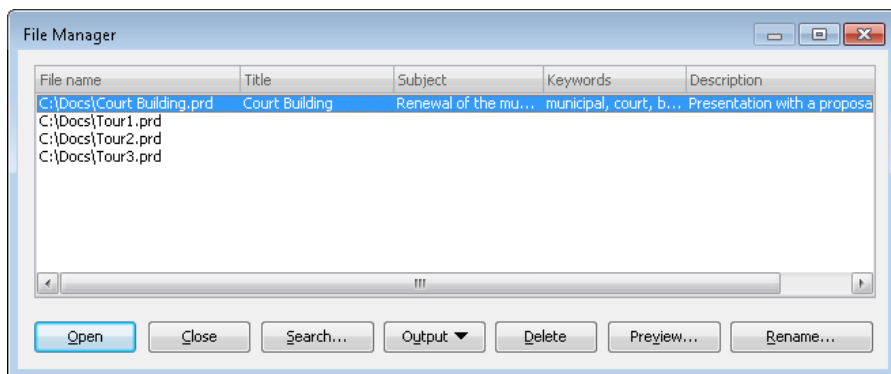 File Manager
File name Title Subject Keywords Description
C:\Docs\Court Building.prd Court Building Renewal of the mu... municipal, court, b... Presentation with a proposa
C:\Docs\Tour1.prd
C:\Docs\Tour2.prd
C:\Docs\Tour3.prd
Open Close Search... Output Delete Preview... Rename...